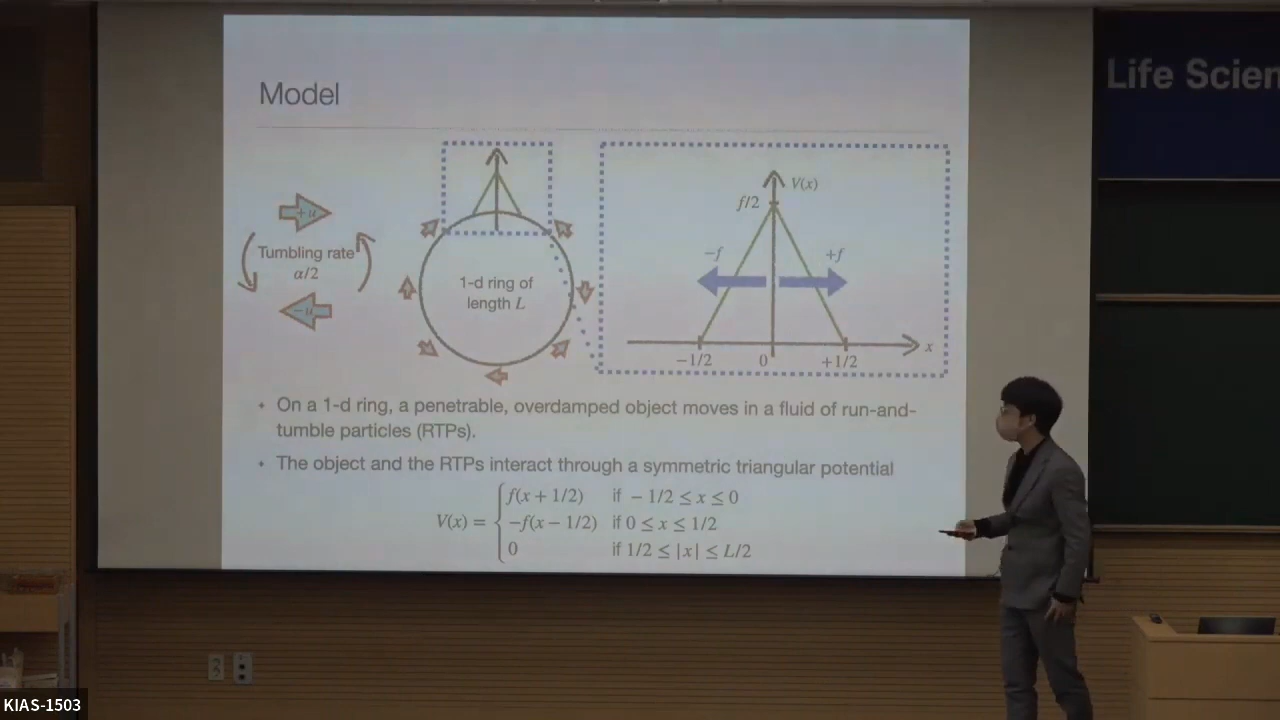 Life Scien
Model
+u
Tumbling rate
α/2
−u
1-d ring of
length L
V(x)
f/2
−f
+f
−1/2
0
+1/2
x
• On a 1-d ring, a penetrable, overdamped object moves in a fluid of run-and-
tumble particles (RTPs).
• The object and the RTPs interact through a symmetric triangular potential
V(x) = { f(x + 1/2) if − 1/2 ≤ x ≤ 0
−f(x − 1/2) if 0 ≤ x ≤ 1/2
0 if 1/2 ≤ |x| ≤ L/2
KIAS-1503